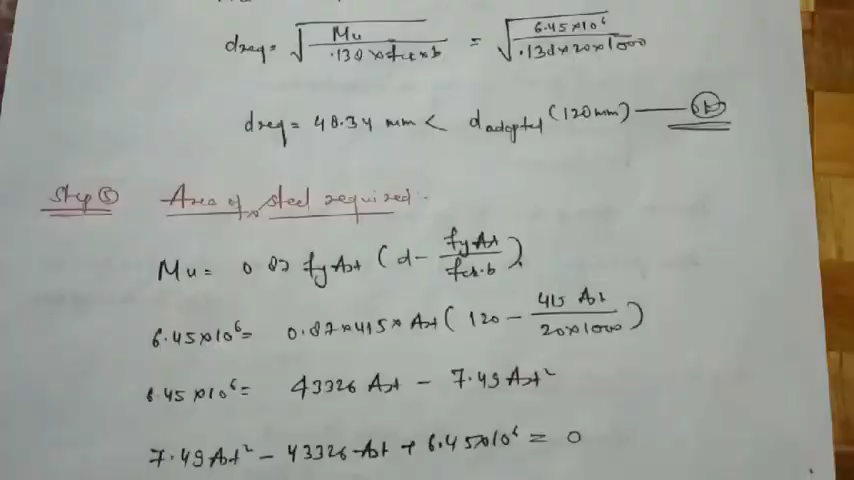 dreq = √(Mu / .138 × fck × b) = √(6.45×10⁶ / .138×20×1000)
dreq = 48.34 mm < d adopted (120mm) — OK
Step ⑤ Area of steel required:
Mu = 0.87 fy Ast (d - fy Ast / fck.b)
6.45×10⁶ = 0.87×415× Ast (120 - 415 Ast / 20×1000)
6.45×10⁶ = 43326 Ast - 7.49 Ast²
7.49 Ast² - 43326 Ast + 6.45×10⁶ = 0